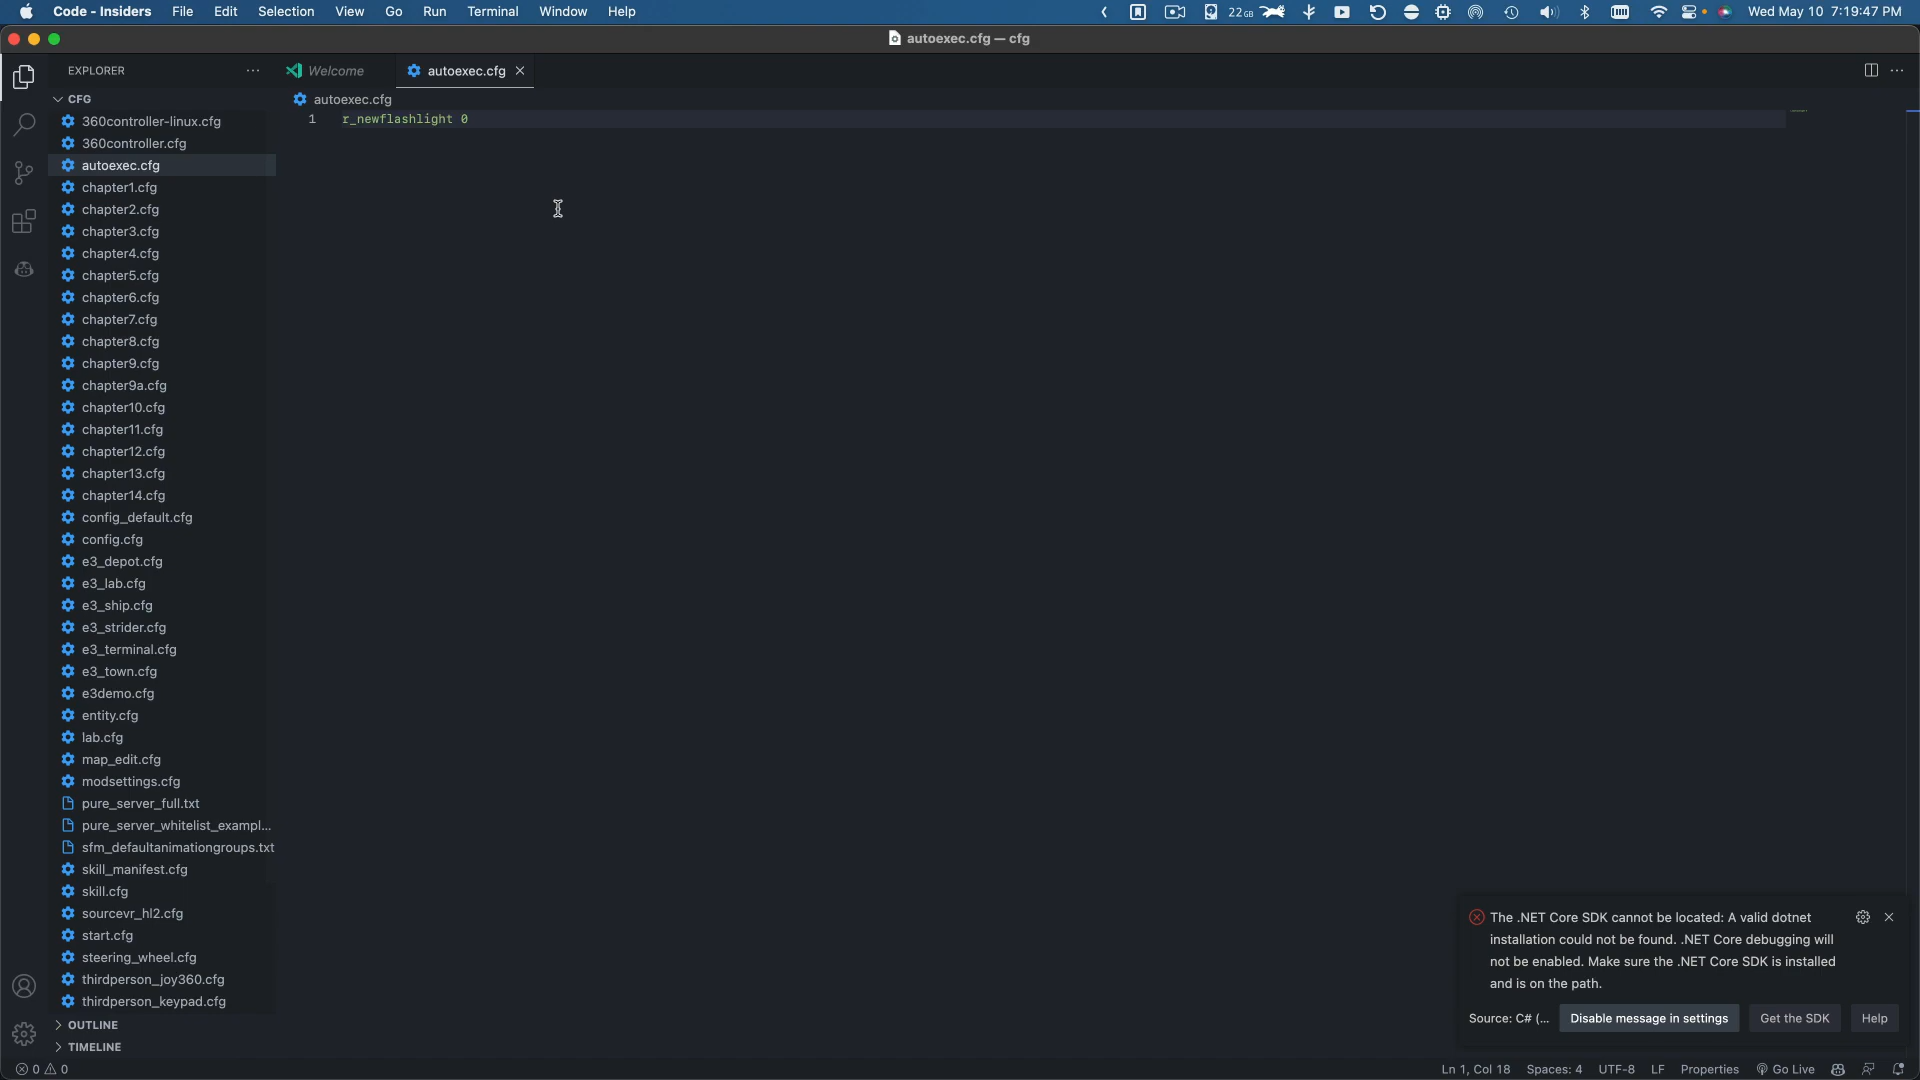 Code - Insiders File Edit Selection View Go Run Terminal Window Help 22GB Wed May 10 7:19:47 PM
autoexec.cfg — cfg
EXPLORER
Welcome
autoexec.cfg
CFG
autoexec.cfg
1 r_newflashlight 0
360controller-linux.cfg
360controller.cfg
autoexec.cfg
chapter1.cfg
chapter2.cfg
chapter3.cfg
chapter4.cfg
chapter5.cfg
chapter6.cfg
chapter7.cfg
chapter8.cfg
chapter9.cfg
chapter9a.cfg
chapter10.cfg
chapter11.cfg
chapter12.cfg
chapter13.cfg
chapter14.cfg
config_default.cfg
config.cfg
e3_depot.cfg
e3_lab.cfg
e3_ship.cfg
e3_strider.cfg
e3_terminal.cfg
e3_town.cfg
e3demo.cfg
entity.cfg
lab.cfg
map_edit.cfg
modsettings.cfg
pure_server_full.txt
pure_server_whitelist_exampl...
sfm_defaultanimationgroups.txt
skill_manifest.cfg
skill.cfg
sourcevr_hl2.cfg
start.cfg
steering_wheel.cfg
thirdperson_joy360.cfg
thirdperson_keypad.cfg
OUTLINE
TIMELINE
The .NET Core SDK cannot be located: A valid dotnet
installation could not be found. .NET Core debugging will
not be enabled. Make sure the .NET Core SDK is installed
and is on the path.
Source: C# (... Disable message in settings Get the SDK Help
0 0 Ln 1, Col 18 Spaces: 4 UTF-8 LF Properties Go Live